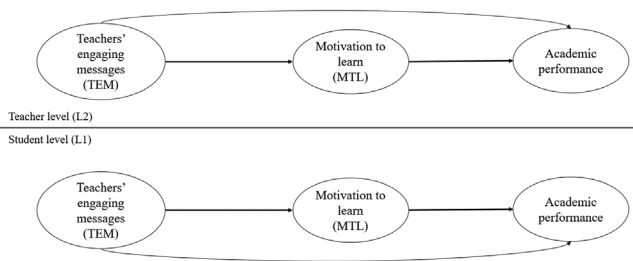 Teachers'
engaging
messages
(TEM)
Motivation to
learn
(MTL)
Academic
performance
Teacher level (L2)
Student level (L1)
Teachers'
engaging
messages
(TEM)
Motivation to
learn
(MTL)
Academic
performance